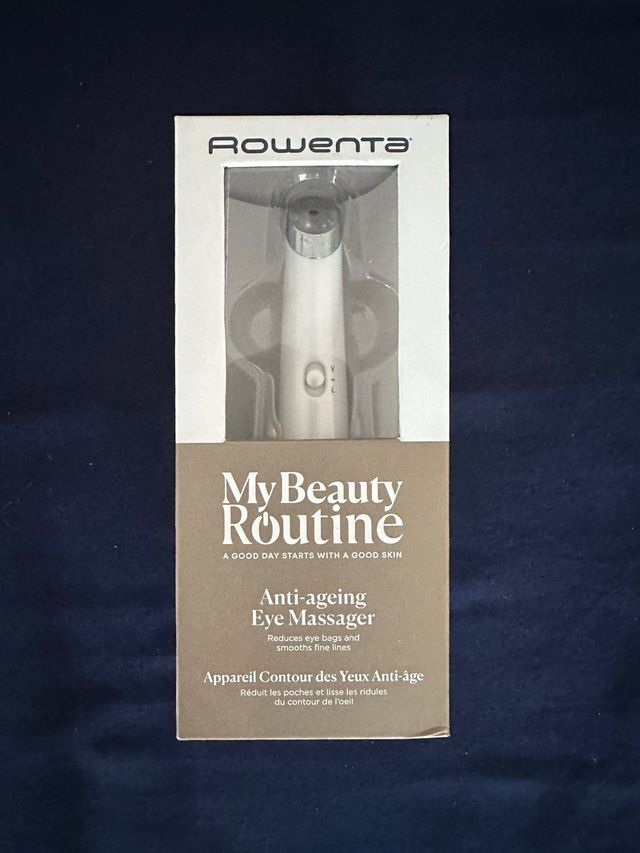 Rowenta
V
L
My Beauty
Routine
A GOOD DAY STARTS WITH A GOOD SKIN
Anti-ageing
Eye Massager
Reduces eye bags and
smooths fine lines
Appareil Contour des Yeux Anti-âge
Réduit les poches et lisse les ridules
du contour de l'oeil